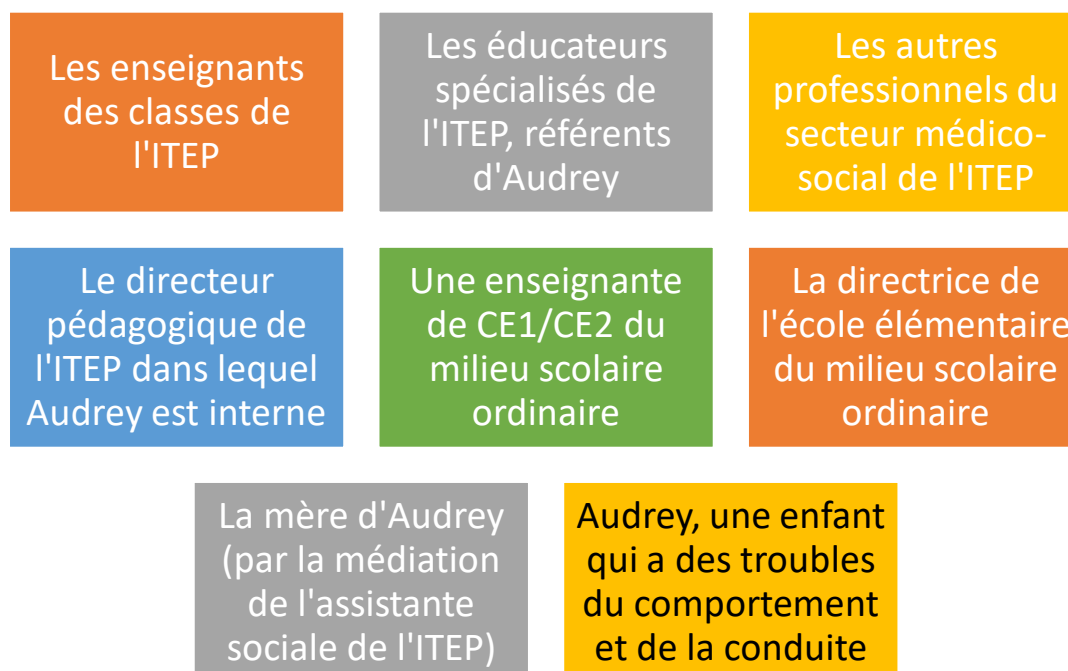 Les enseignants
des classes de
l'ITEP
Les éducateurs
spécialisés de
l'ITEP, référents
d'Audrey
Les autres
professionnels du
secteur médico-
social de l'ITEP
Le directeur
pédagogique de
l'ITEP dans lequel
Audrey est interne
Une enseignante
de CE1/CE2 du
milieu scolaire
ordinaire
La directrice de
l'école élémentaire
du milieu scolaire
ordinaire
La mère d'Audrey
(par la médiation
de l'assistante
sociale de l'ITEP)
Audrey, une enfant
qui a des troubles
du comportement
et de la conduite